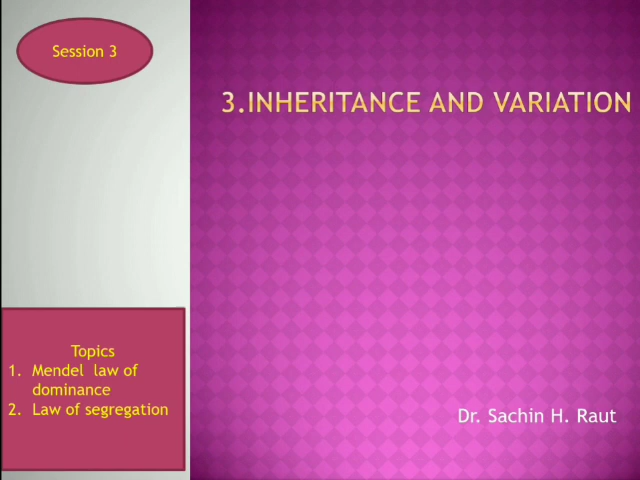 Session 3
3.INHERITANCE AND VARIATION
Topics
1. Mendel law of
dominance
2. Law of segregation
Dr. Sachin H. Raut